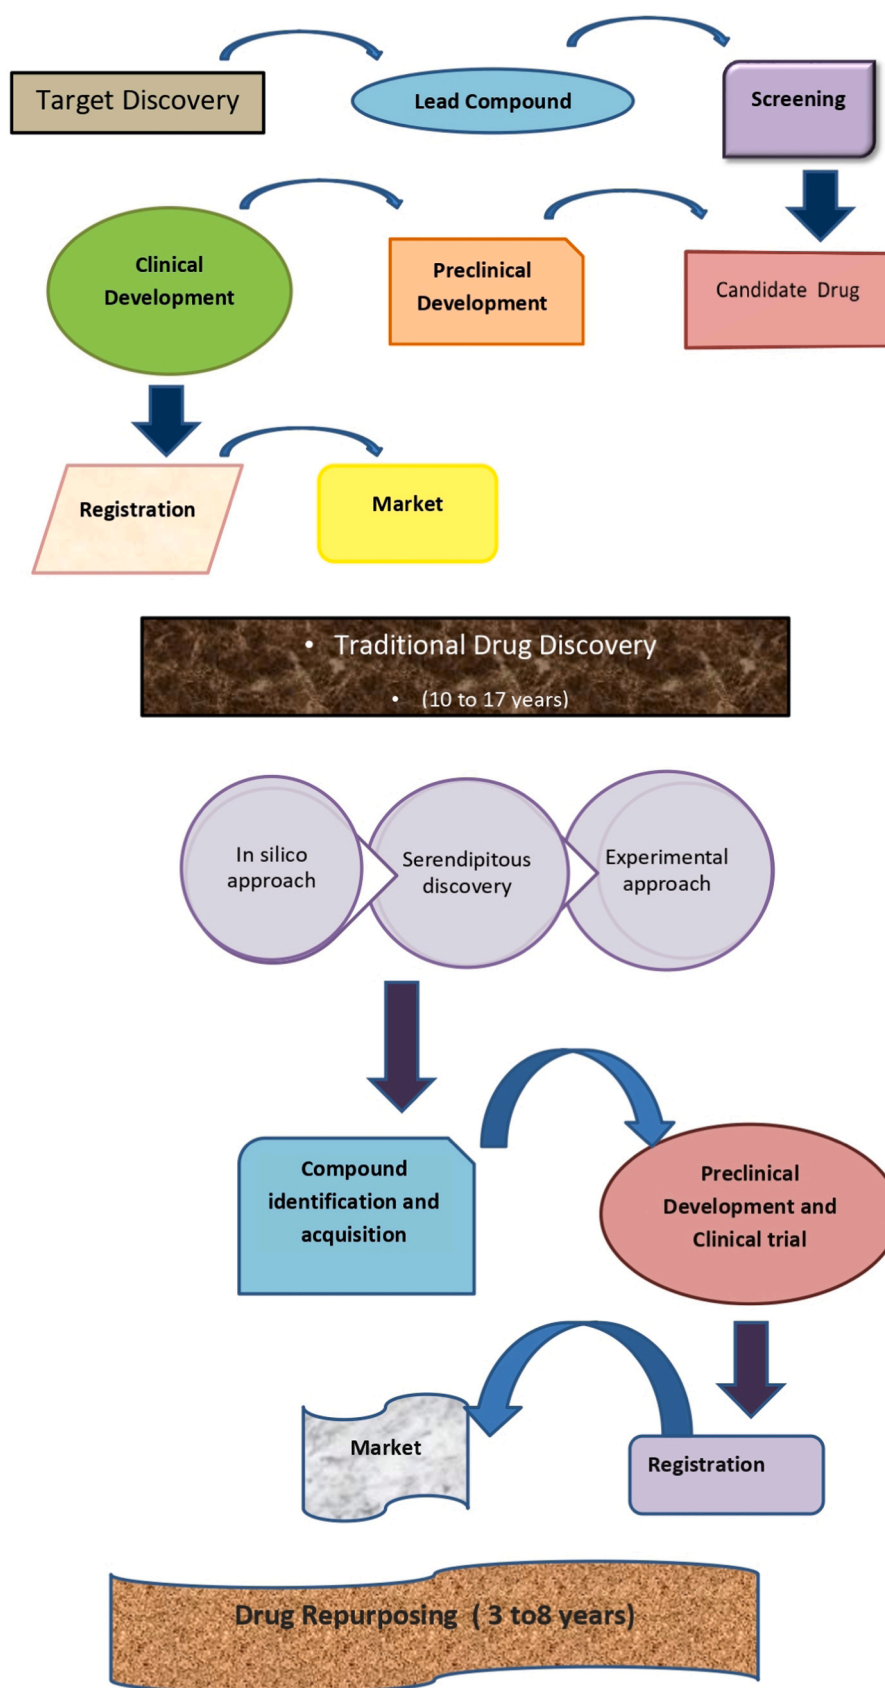 Target Discovery
Lead Compound
Screening
Clinical
Development
Preclinical
Development
Candidate Drug
Registration
Market
• Traditional Drug Discovery
• (10 to 17 years)
In silico
approach
Serendipitous
discovery
Experimental
approach
Compound
identification and
acquisition
Preclinical
Development and
Clinical trial
Market
Registration
Drug Repurposing ( 3 to8 years)